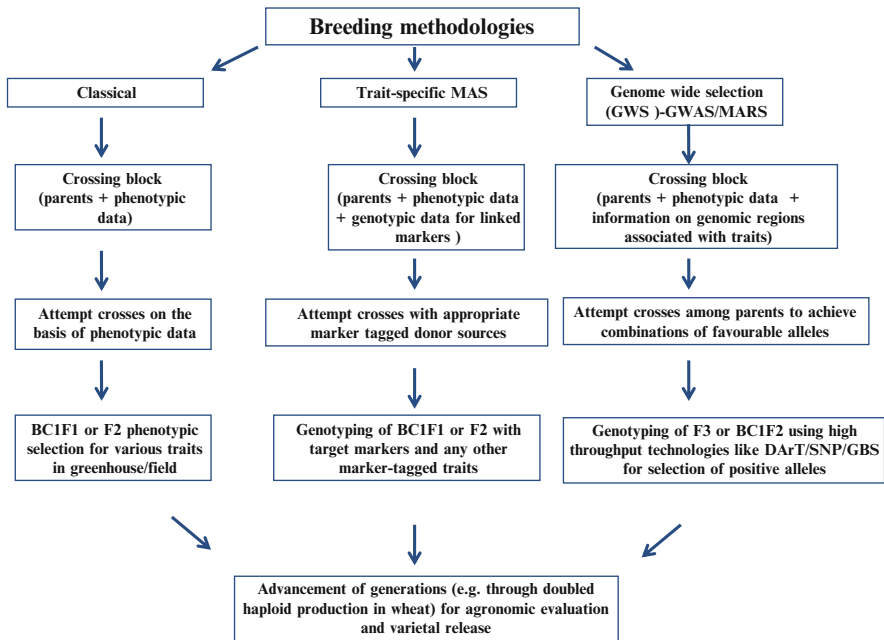 Breeding methodologies
Classical
Trait-specific MAS
Genome wide selection
(GWS )-GWAS/MARS
Crossing block
(parents + phenotypic
data)
Crossing block
(parents + phenotypic data
+ genotypic data for linked
markers )
Crossing block
(parents + phenotypic data +
information on genomic regions
associated with traits)
Attempt crosses on the
basis of phenotypic data
Attempt crosses with appropriate
marker tagged donor sources
Attempt crosses among parents to achieve
combinations of favourable alleles
BC1F1 or F2 phenotypic
selection for various traits
in greenhouse/field
Genotyping of BC1F1 or F2 with
target markers and any other
marker-tagged traits
Genotyping of F3 or BC1F2 using high
throughput technologies like DArT/SNP/GBS
for selection of positive alleles
Advancement of generations (e.g. through doubled
haploid production in wheat) for agronomic evaluation
and varietal release